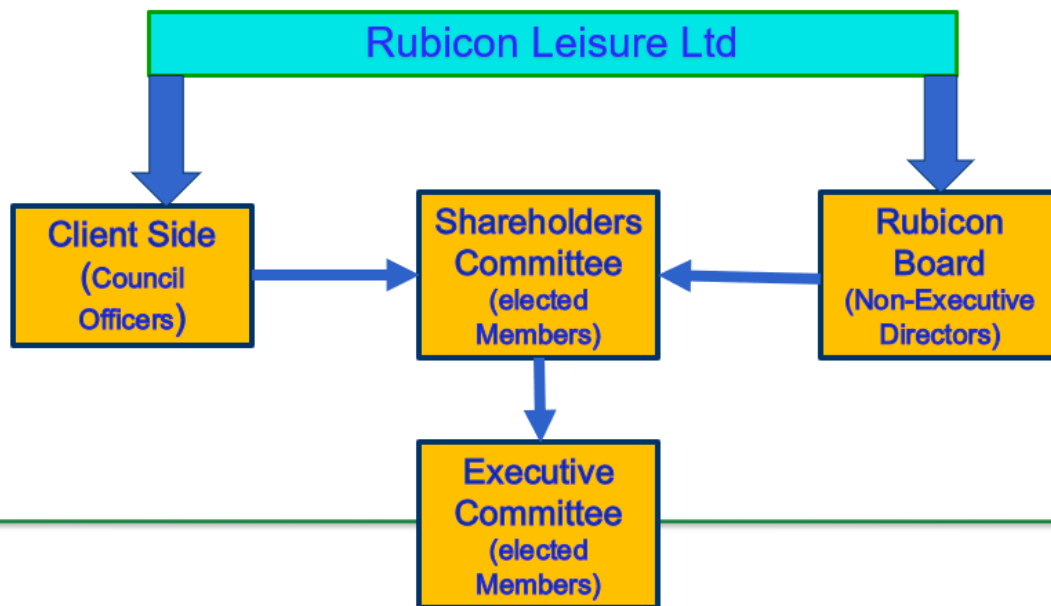 Rubicon Leisure Ltd
Client Side
(Council
Officers)
Shareholders
Committee
(elected
Members)
Rubicon
Board
(Non-Executive
Directors)
Executive
Committee
(elected
Members)